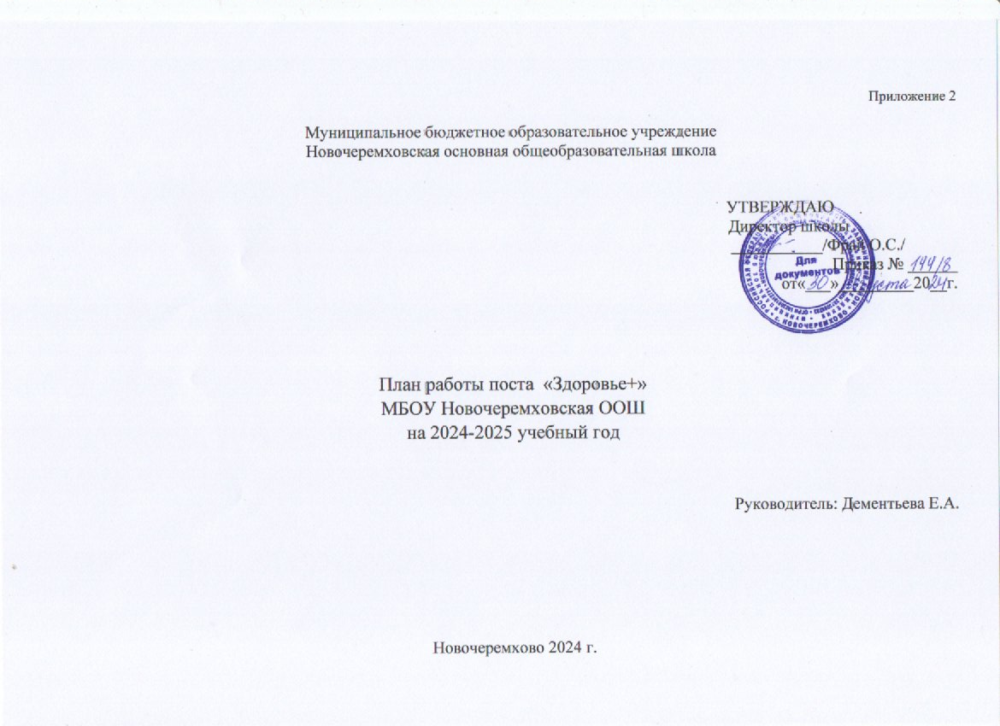 Приложение 2
Муниципальное бюджетное образовательное учреждение
Новочеремховская основная общеобразовательная школа
УТВЕРЖДАЮ
Директор школы
___________/Фрай О.С./
Приказ № 144/8
от«30» августа 2024г.
Для
документов
План работы поста «Здоровье+»
МБОУ Новочеремховская ООШ
на 2024-2025 учебный год
Руководитель: Дементьева Е.А.
Новочеремхово 2024 г.